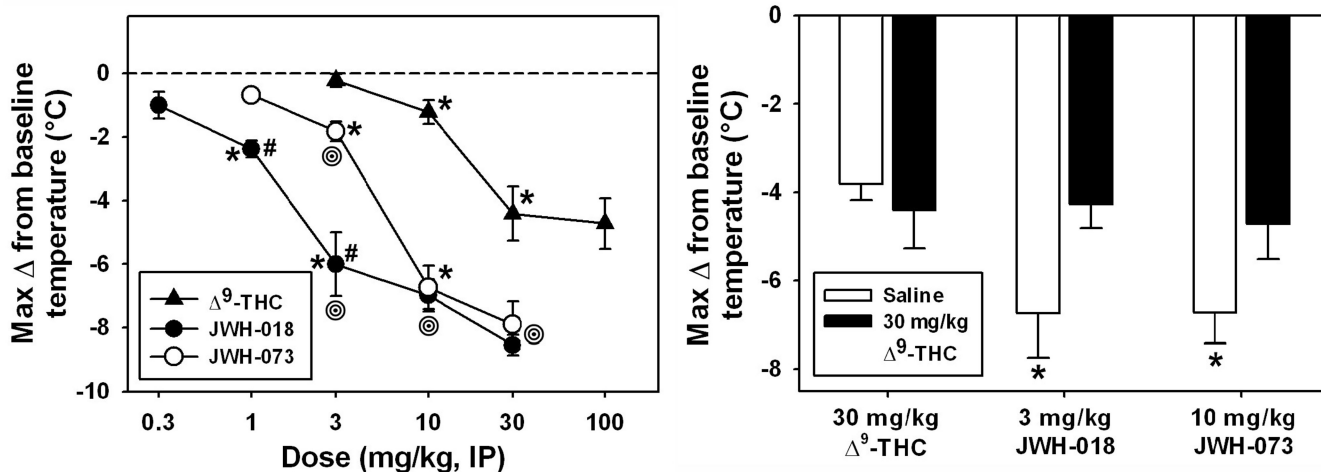 Max Δ from baseline
temperature (°C)
0
-2
-4
-6
-8
-10
*
#
*
#
*
*
*
*
Δ⁹-THC
JWH-018
JWH-073
0.3
1
3
10
30
100
Dose (mg/kg, IP)
Max Δ from baseline
temperature (°C)
0
-2
-4
-6
-8
Saline
30 mg/kg
Δ⁹-THC
*
*
30 mg/kg
Δ⁹-THC
3 mg/kg
JWH-018
10 mg/kg
JWH-073